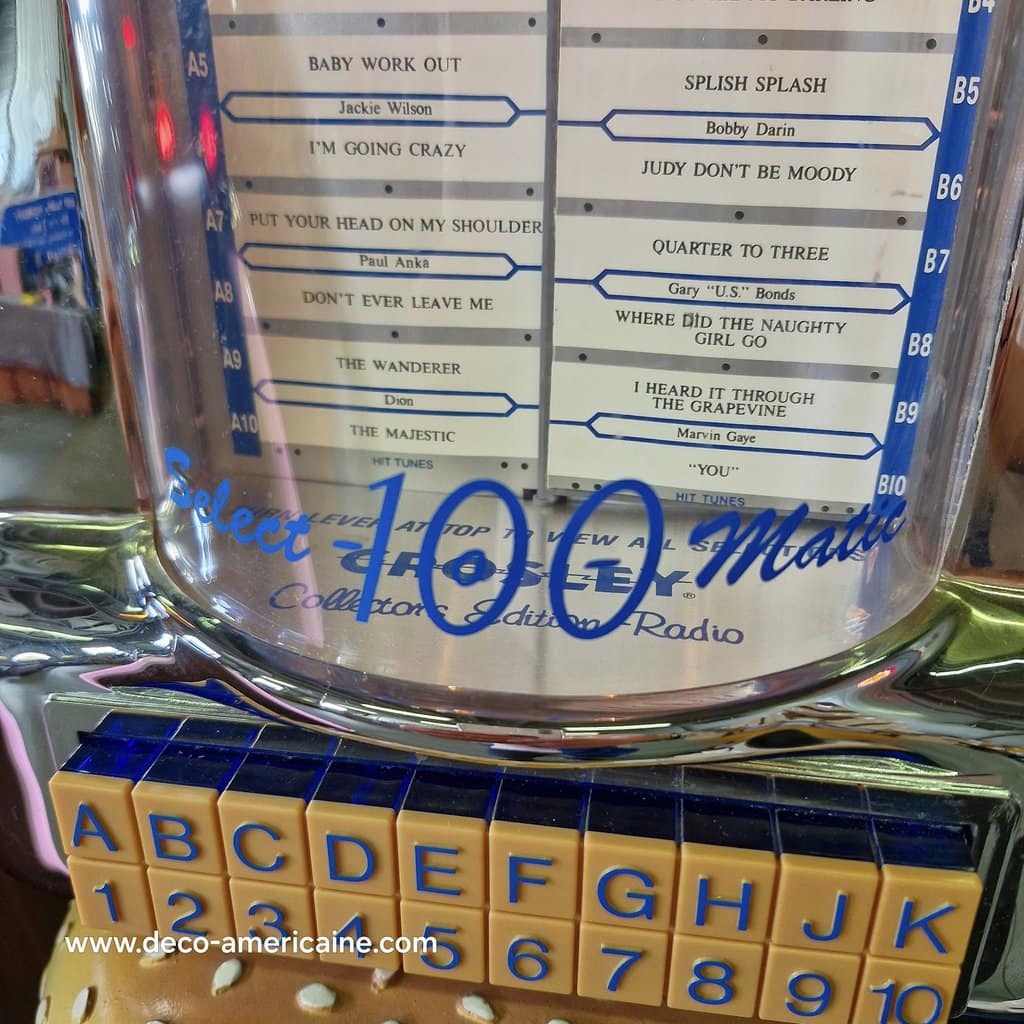 A5
BABY WORK OUT
Jackie Wilson
I'M GOING CRAZY
A7
PUT YOUR HEAD ON MY SHOULDER
Paul Anka
A8
DON'T EVER LEAVE ME
A9
THE WANDERER
Dion
A10
THE MAJESTIC
HIT TUNES
B4
B5
SPLISH SPLASH
Bobby Darin
B6
JUDY DON'T BE MOODY
B7
QUARTER TO THREE
Gary "U.S." Bonds
B8
WHERE DID THE NAUGHTY
GIRL GO
I HEARD IT THROUGH
THE GRAPEVINE
B9
Marvin Gaye
"YOU"
B10
HIT TUNES
Select-100-Matic
LEVER AT TOP TO VIEW ALL
CROSLEY®
Collectors Edition Radio
A B C D E F G H J K
1 2 3 4 5 6 7 8 9 10
www.deco-americaine.com